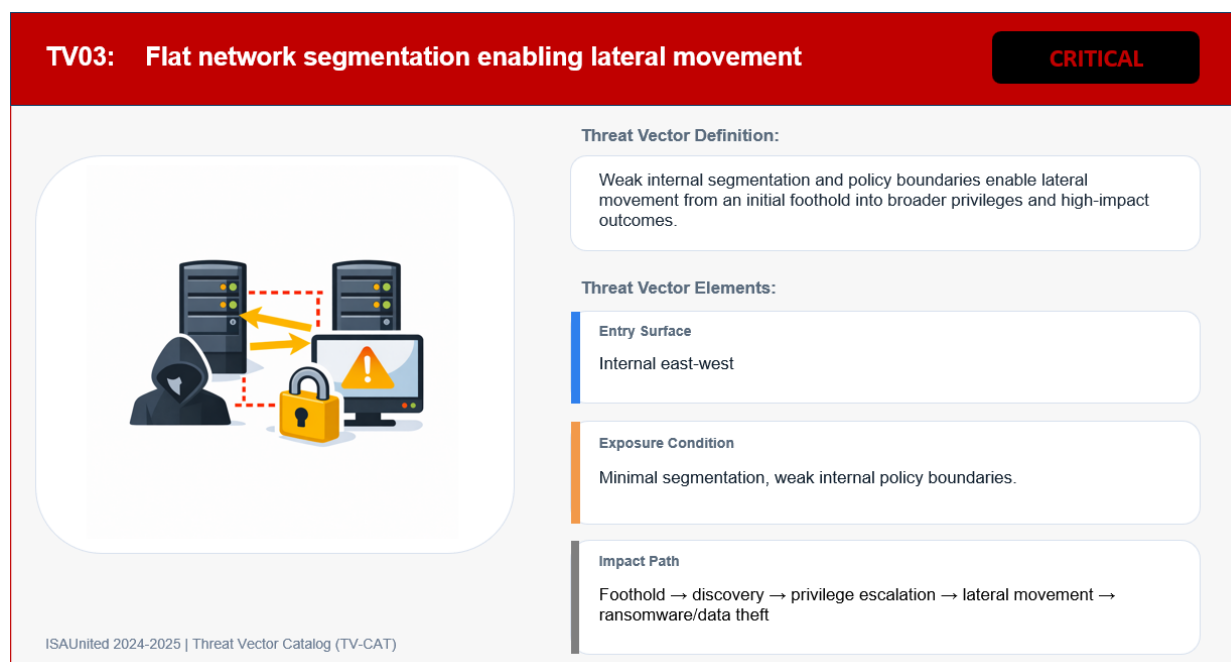 TV03: Flat network segmentation enabling lateral movement
CRITICAL
Threat Vector Definition:
Weak internal segmentation and policy boundaries enable lateral
movement from an initial foothold into broader privileges and high-impact
outcomes.
Threat Vector Elements:
Entry Surface
Internal east-west
Exposure Condition
Minimal segmentation, weak internal policy boundaries.
Impact Path
Foothold → discovery → privilege escalation → lateral movement →
ransomware/data theft
ISAUnited 2024-2025 | Threat Vector Catalog (TV-CAT)